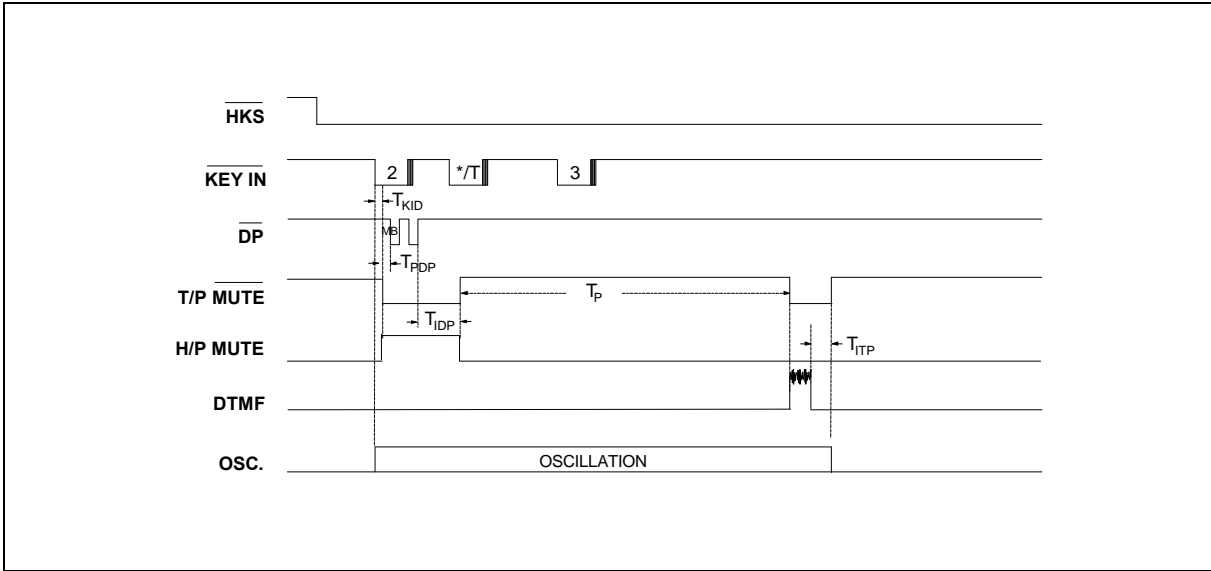 HKS
KEY IN
2
*/T
3
TKID
DP
MB
TPDP
T/P MUTE
TP
TIDP
H/P MUTE
TITP
DTMF
OSC.
OSCILLATION